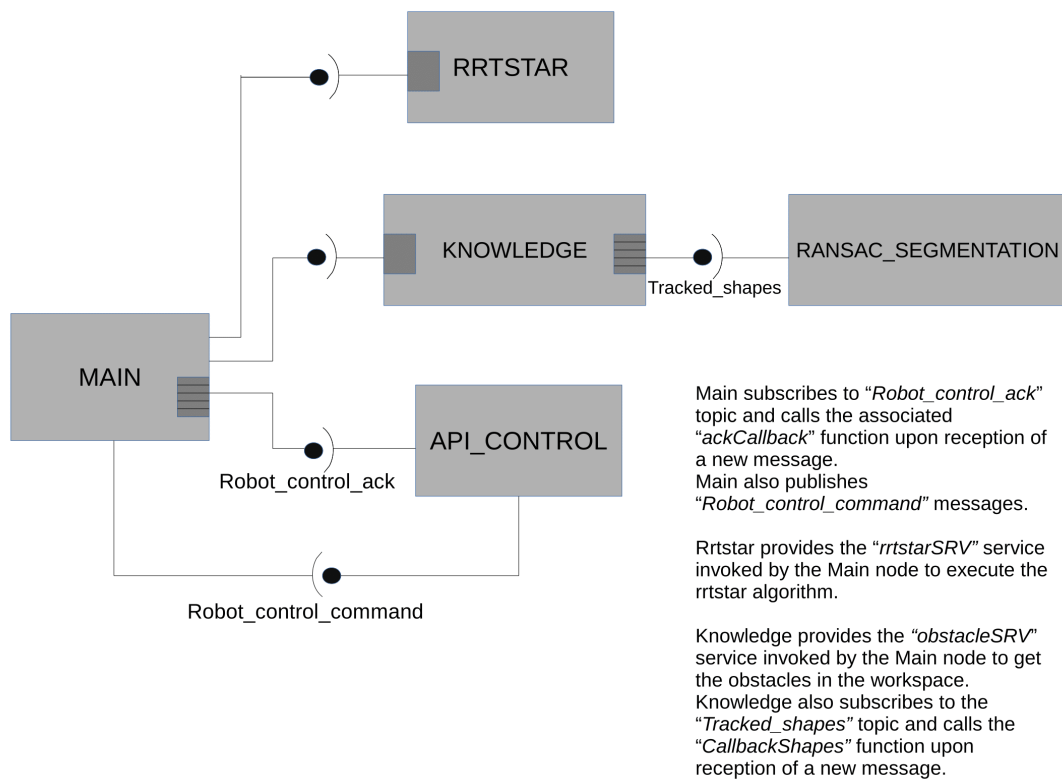 RRTSTAR
KNOWLEDGE
RANSAC_SEGMENTATION
Tracked_shapes
MAIN
API_CONTROL
Robot_control_ack
Robot_control_command
Main subscribes to “Robot_control_ack”
topic and calls the associated
“ackCallback” function upon reception of
a new message.
Main also publishes
“Robot_control_command” messages.
Rrtstar provides the “rrtstarSRV” service
invoked by the Main node to execute the
rrtstar algorithm.
Knowledge provides the “obstacleSRV”
service invoked by the Main node to get
the obstacles in the workspace.
Knowledge also subscribes to the
“Tracked_shapes” topic and calls the
“CallbackShapes” function upon
reception of a new message.